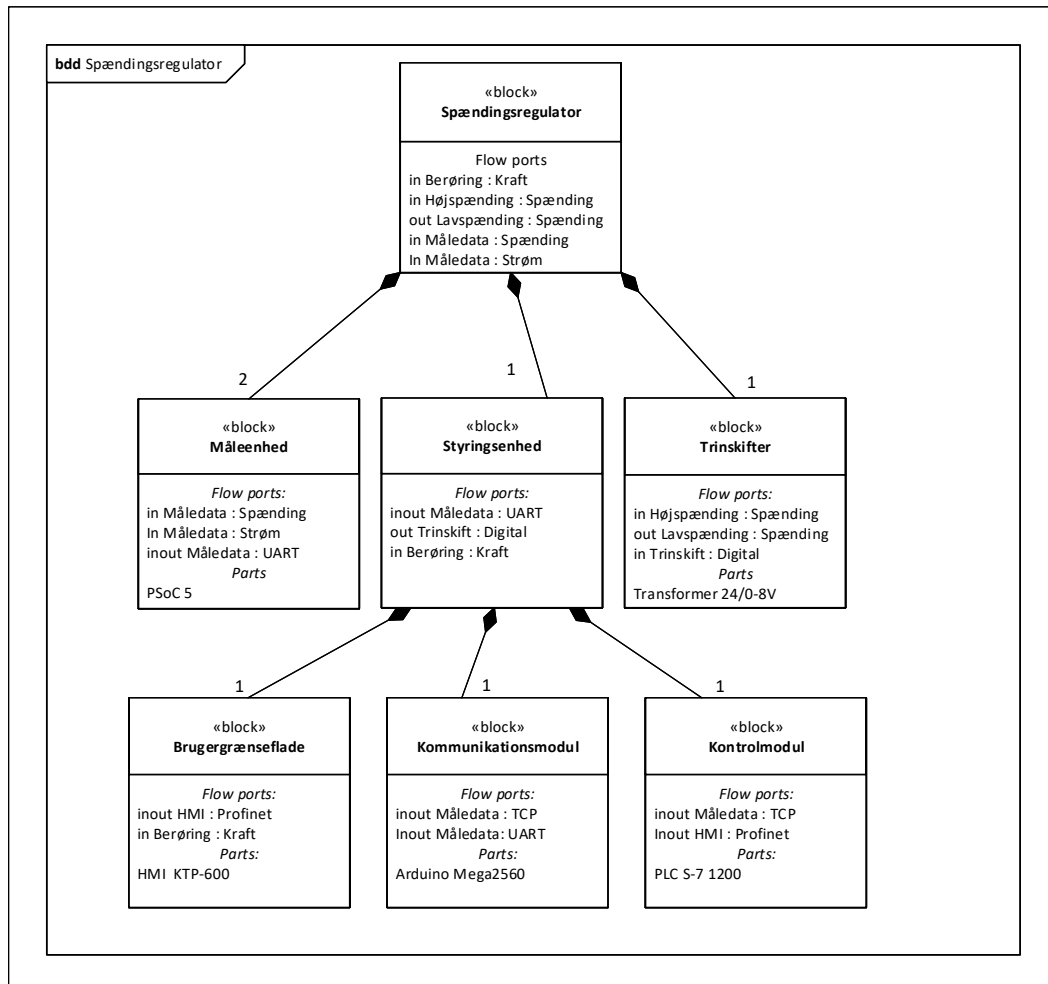 bdd Spændingsregulator
«block»
Spændingsregulator
Flow ports
in Berøring : Kraft
in Højspænding : Spænding
out Lavspænding : Spænding
in Måledata : Spænding
In Måledata : Strøm
2
1
1
«block»
Måleenhed
Flow ports:
in Måledata : Spænding
In Måledata : Strøm
inout Måledata : UART
Parts
PSoC 5
«block»
Styringsenhed
Flow ports:
inout Måledata : UART
out Trinskift : Digital
in Berøring : Kraft
«block»
Trinskifter
Flow ports:
in Højspænding : Spænding
out Lavspænding : Spænding
in Trinskift : Digital
Parts
Transformer 24/0-8V
1
1
1
«block»
Brugergrænseflade
Flow ports:
inout HMI : Profinet
in Berøring : Kraft
Parts:
HMI KTP-600
«block»
Kommunikationsmodul
Flow ports:
inout Måledata : TCP
Inout Måledata: UART
Parts:
Arduino Mega2560
«block»
Kontrolmodul
Flow ports:
inout Måledata : TCP
Inout HMI : Profinet
Parts:
PLC S-7 1200